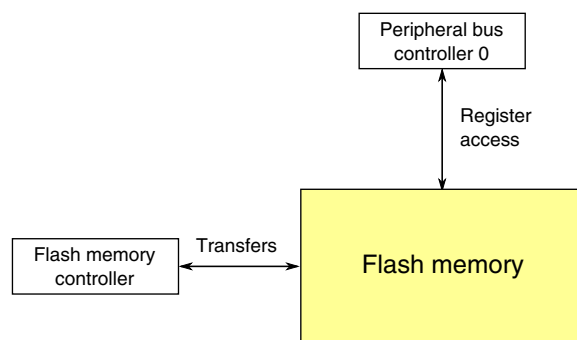 Peripheral bus
controller 0
Register
access
Transfers
Flash memory
controller
Flash memory